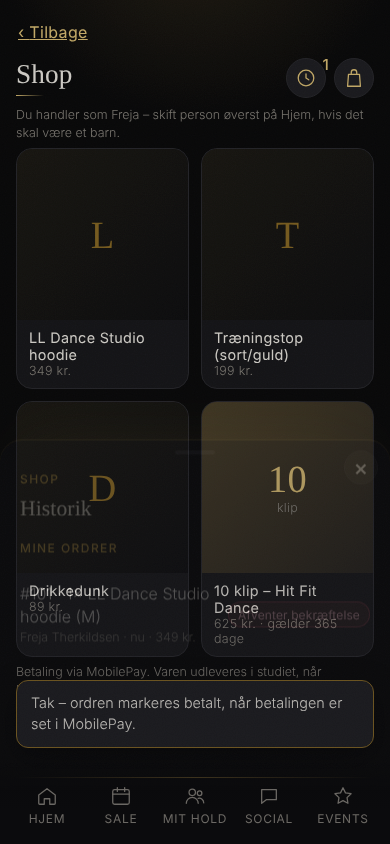 ‹ Tilbage
Shop
1
Du handler som Freja – skift person øverst på Hjem, hvis det
skal være et barn.
L
T
LL Dance Studio
hoodie
349 kr.
Træningstop
(sort/guld)
199 kr.
D
10
klip
SHOP
Historik
MINE ORDRER
Drikkedunk
89 kr.
LL Dance Studio
hoodie (M)
Freja Therkildsen · nu · 349 kr.
10 klip – Hit Fit
Dance
625 kr. · gælder 365
dage
Afventer bekræftelse
Betaling via MobilePay. Varen udleveres i studiet, når
Tak – ordren markeres betalt, når betalingen er
set i MobilePay.
HJEM
SALE
MIT HOLD
SOCIAL
EVENTS